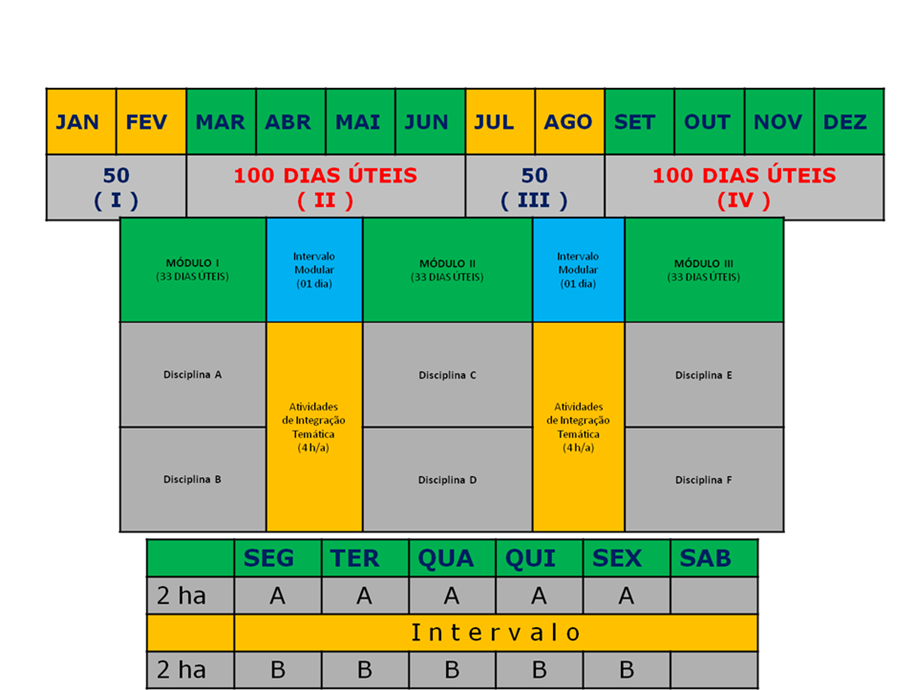 JAN FEV MAR ABR MAI JUN JUL AGO SET OUT NOV DEZ
50 100 DIAS ÚTEIS 50 100 DIAS ÚTEIS
( I ) ( II ) ( III ) (IV )
MÓDULO I
(33 DIAS ÚTEIS)
Intervalo
Modular
(01 dia)
MÓDULO II
(33 DIAS ÚTEIS)
Intervalo
Modular
(01 dia)
MÓDULO III
(33 DIAS ÚTEIS)
Disciplina A
Disciplina C
Disciplina E
Atividades
de Integração
Temática
(4 h/a)
Atividades
de Integração
Temática
(4 h/a)
Disciplina B
Disciplina D
Disciplina F
SEG TER QUA QUI SEX SAB
2 ha A A A A A
I n t e r v a l o
2 ha B B B B B